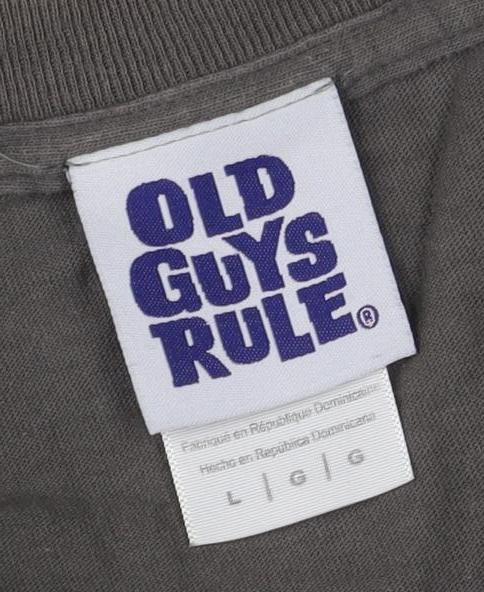 OLD
GUYS
RULE®
Fabriqué en République Dominicaine
Hecho en República Dominicana
L | G | G